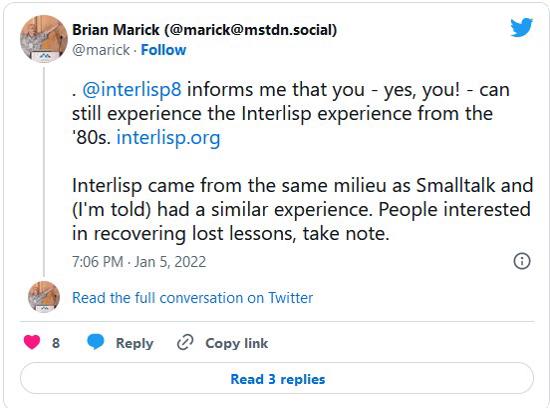 Brian Marick (@marick@mstdn.social)
@marick · Follow
. @interlisp8 informs me that you - yes, you! - can
still experience the Interlisp experience from the
'80s. interlisp.org
Interlisp came from the same milieu as Smalltalk and
(I'm told) had a similar experience. People interested
in recovering lost lessons, take note.
7:06 PM · Jan 5, 2022
Read the full conversation on Twitter
8 Reply Copy link
Read 3 replies